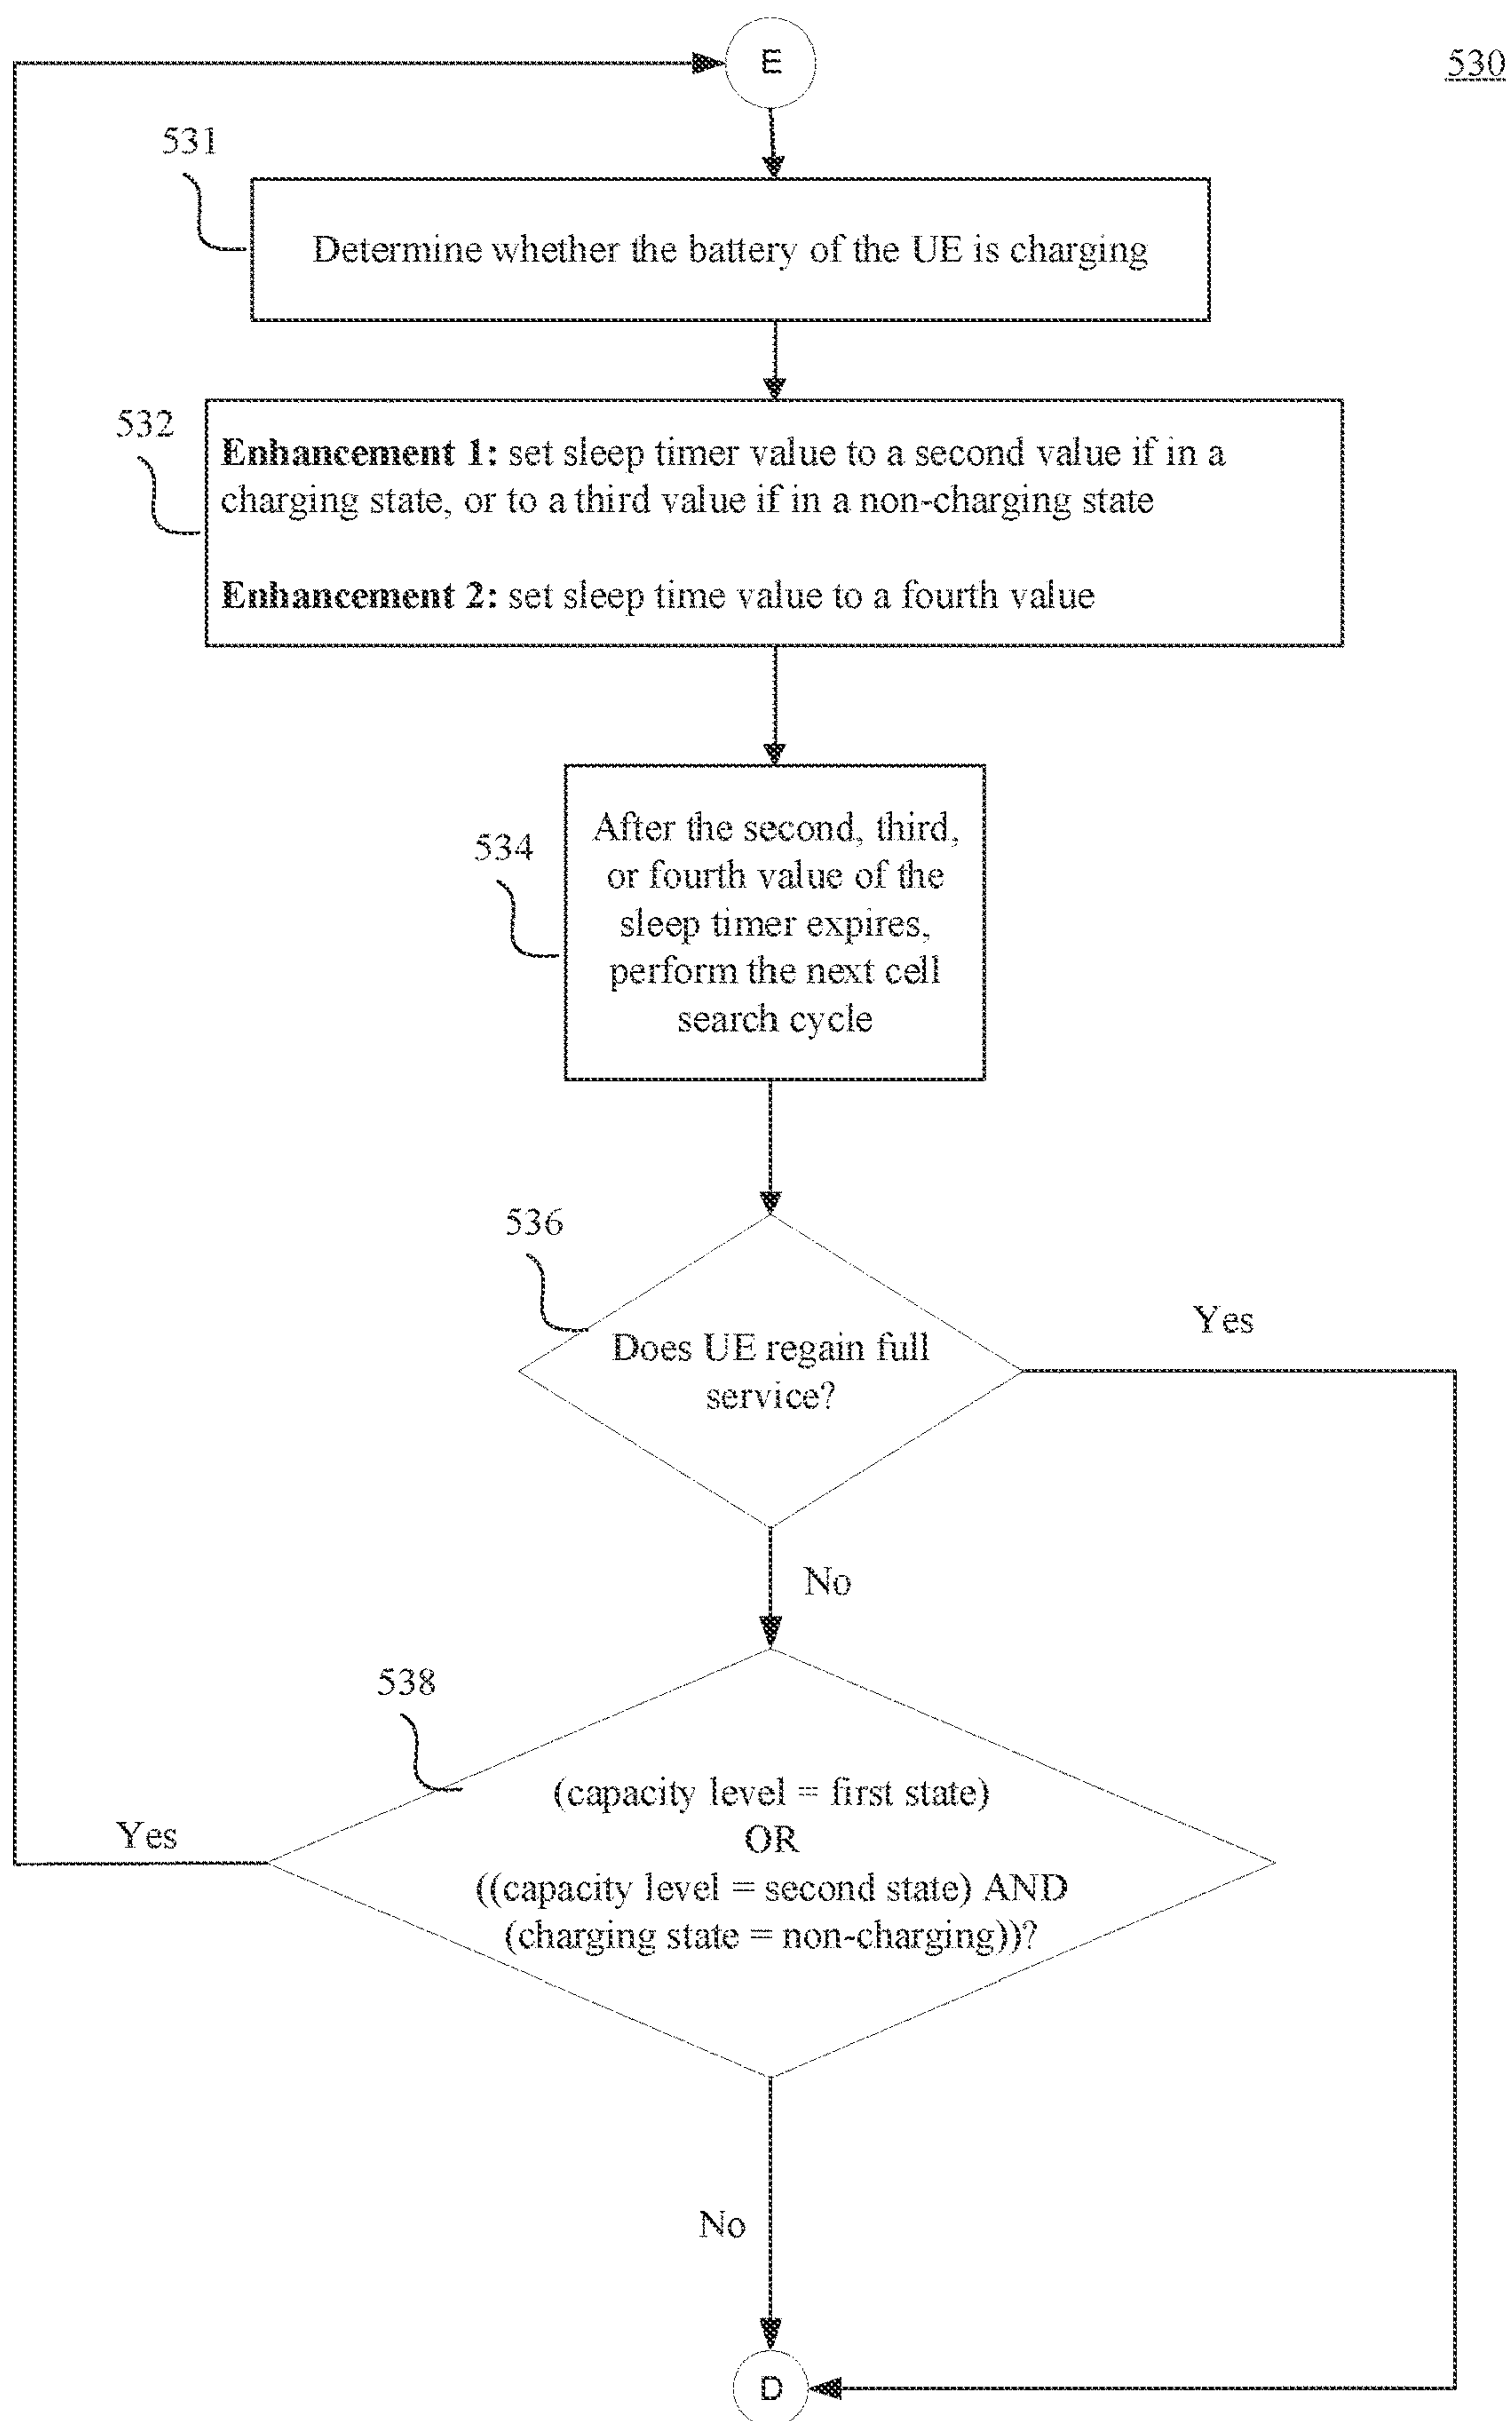 E
530
531
Determine whether the battery of the UE is charging
532
Enhancement 1: set sleep timer value to a second value if in a
charging state, or to a third value if in a non-charging state
Enhancement 2: set sleep time value to a fourth value
534
After the second, third,
or fourth value of the
sleep timer expires,
perform the next cell
search cycle
536
Does UE regain full
service?
Yes
No
538
(capacity level = first state)
OR
((capacity level = second state) AND
(charging state = non-charging))?
Yes
No
D